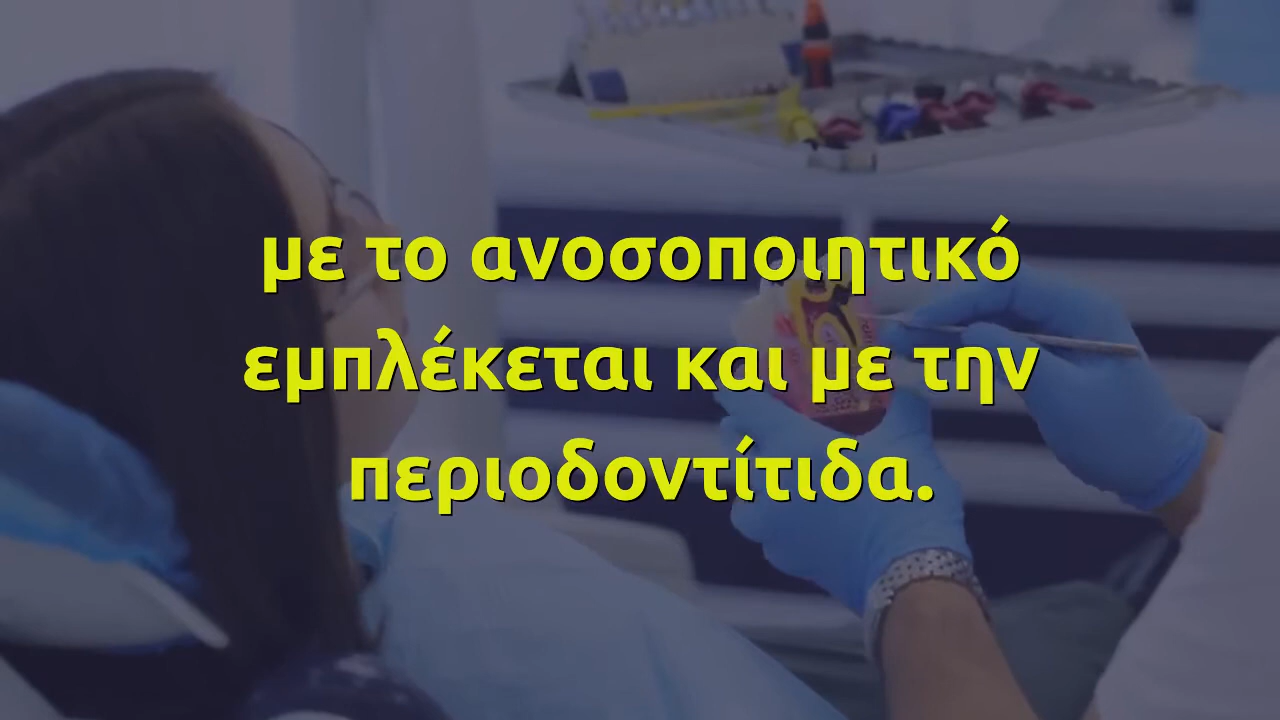 με το ανοσοποιητικό
εμπλέκεται και με την
περιοδοντίτιδα.